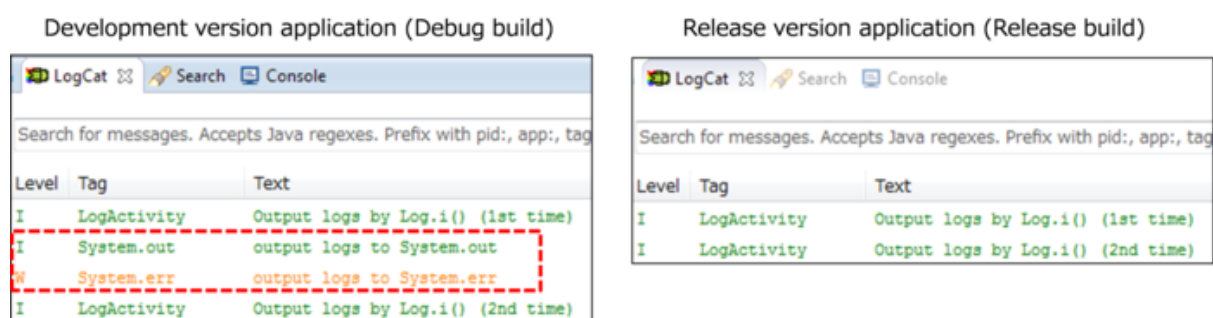 Development version application (Debug build)
LogCat Search Console
Search for messages. Accepts Java regexes. Prefix with pid:, app:, tag
Level Tag Text
I LogActivity Output logs by Log.i() (1st time)
I System.out output logs to System.out
W System.err output logs to System.err
I LogActivity Output logs by Log.i() (2nd time)
Release version application (Release build)
LogCat Search Console
Search for messages. Accepts Java regexes. Prefix with pid:, app:, tag
Level Tag Text
I LogActivity Output logs by Log.i() (1st time)
I LogActivity Output logs by Log.i() (2nd time)